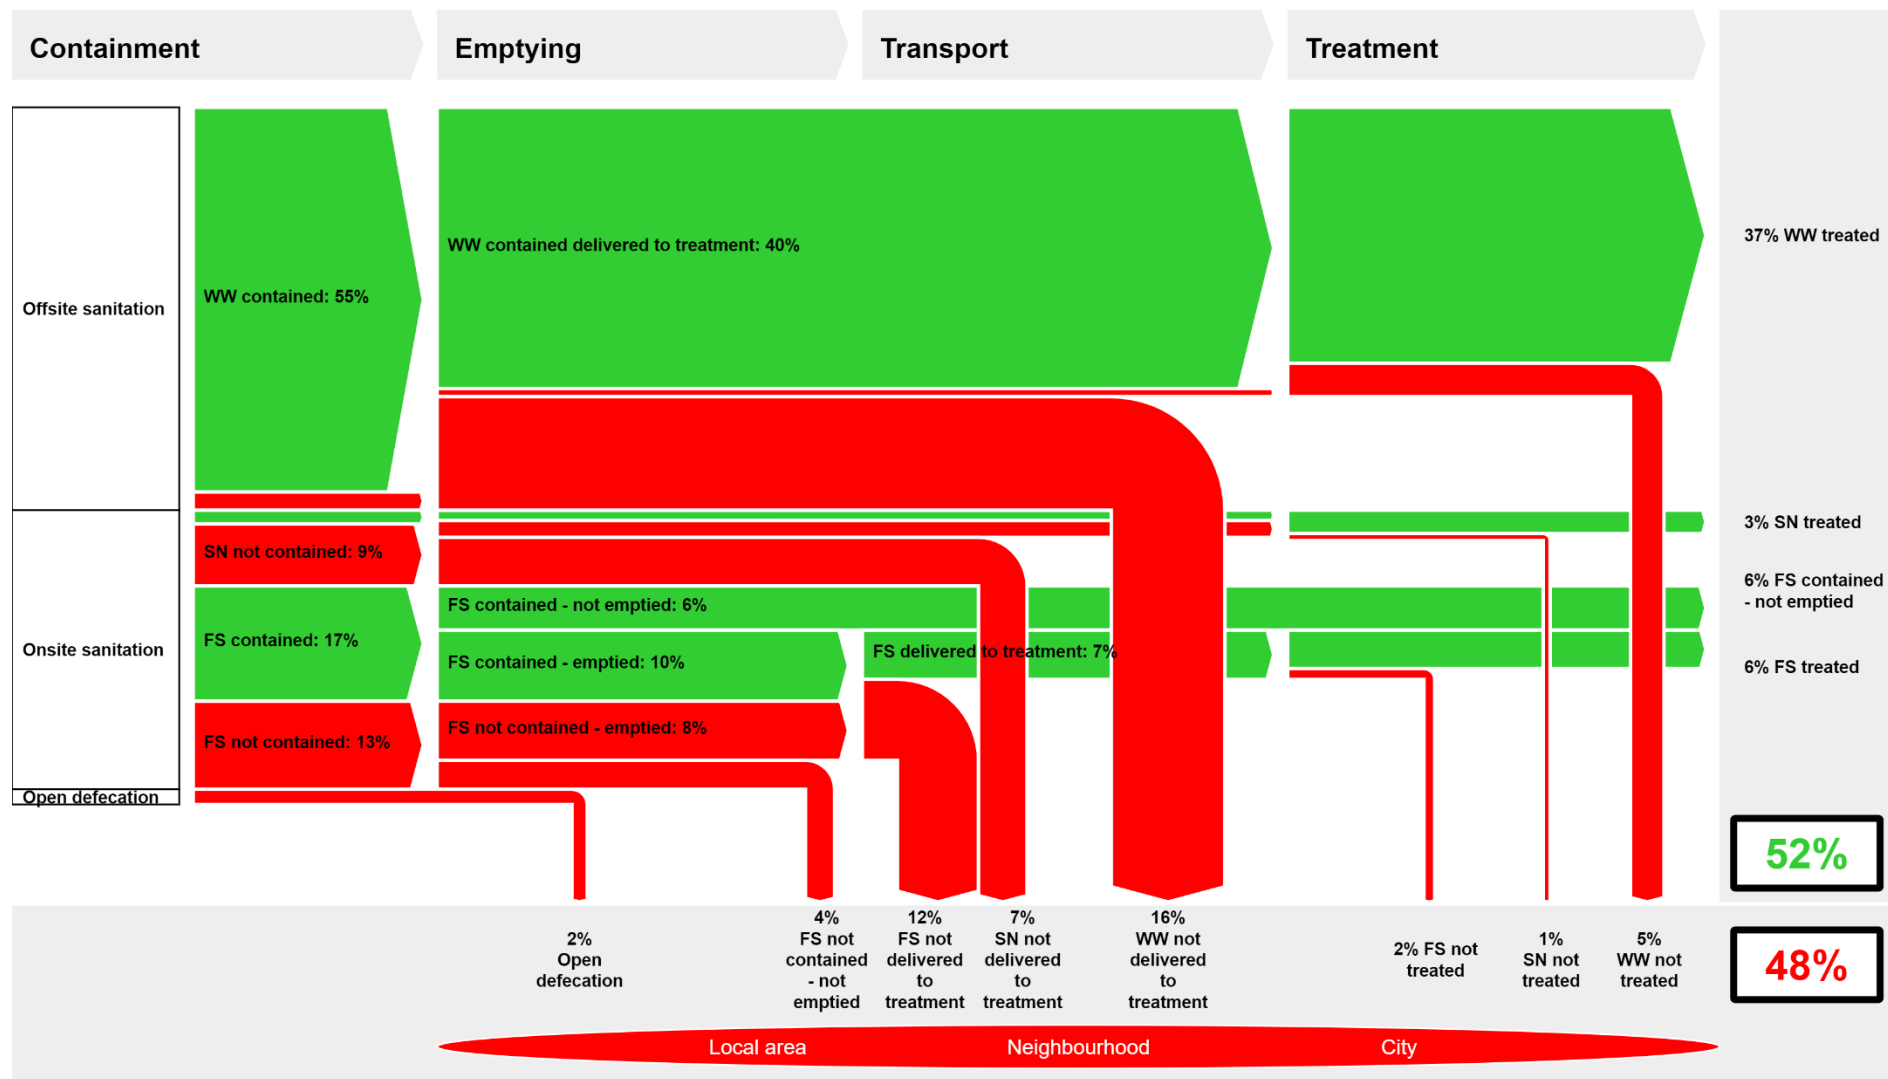 Containment
Emptying
Transport
Treatment
Offsite sanitation
WW contained: 55%
WW contained delivered to treatment: 40%
37% WW treated
Onsite sanitation
SN not contained: 9%
3% SN treated
FS contained: 17%
FS contained - not emptied: 6%
6% FS contained
- not emptied
FS contained - emptied: 10%
FS delivered to treatment: 7%
6% FS treated
FS not contained: 13%
FS not contained - emptied: 8%
Open defecation
52%
2%
Open
defecation
4%
FS not
contained
- not
emptied
12%
FS not
delivered
to
treatment
7%
SN not
delivered
to
treatment
16%
WW not
delivered
to
treatment
2% FS not
treated
1%
SN not
treated
5%
WW not
treated
48%
Local area
Neighbourhood
City